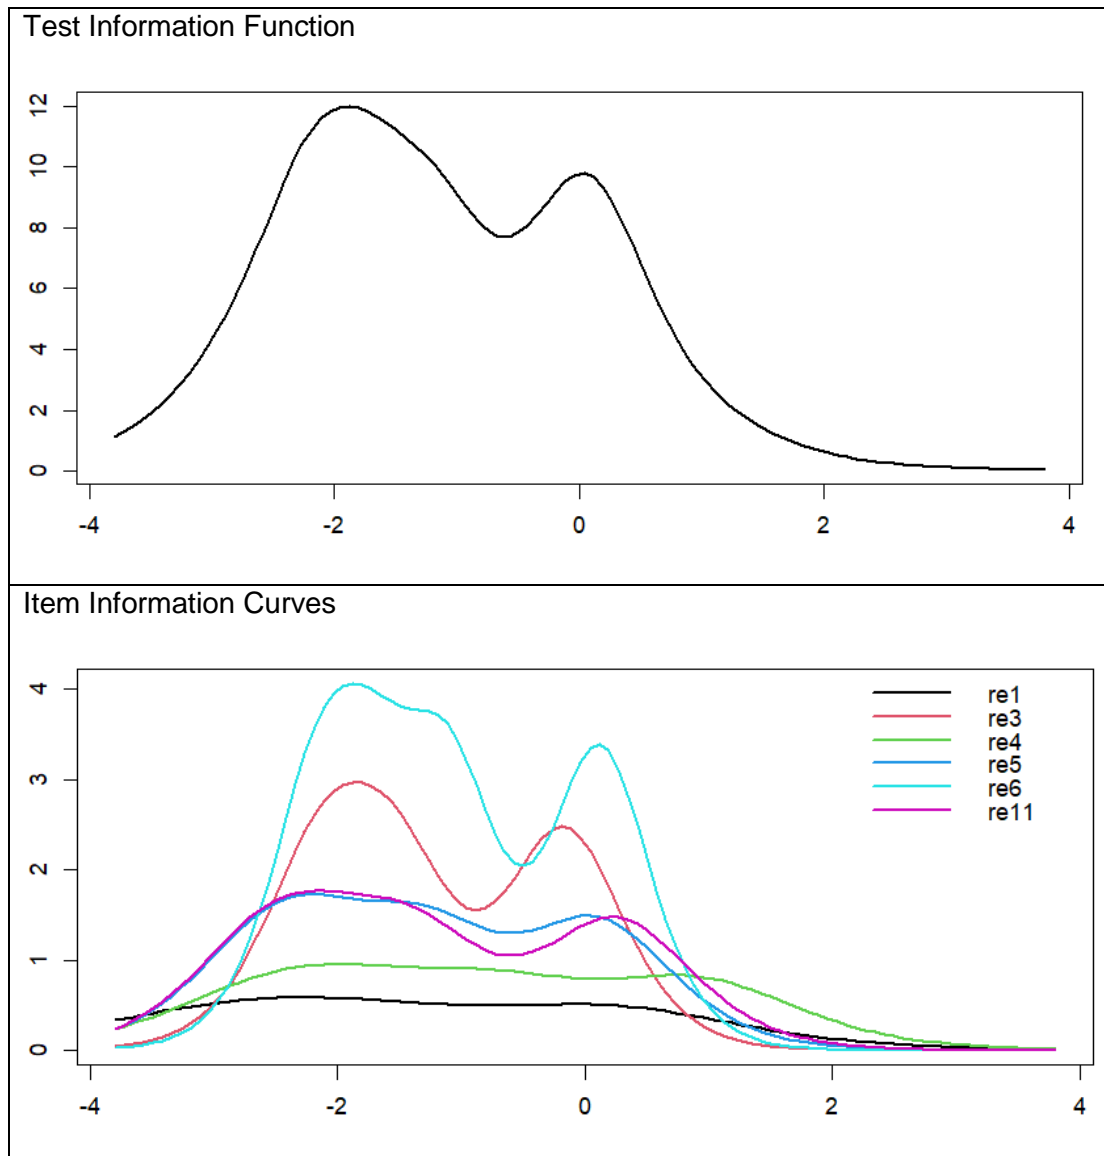 Test Information Function
12
10
8
6
4
2
0
-4 -2 0 2 4
Item Information Curves
4
3
2
1
0
re1
re3
re4
re5
re6
re11
-4 -2 0 2 4